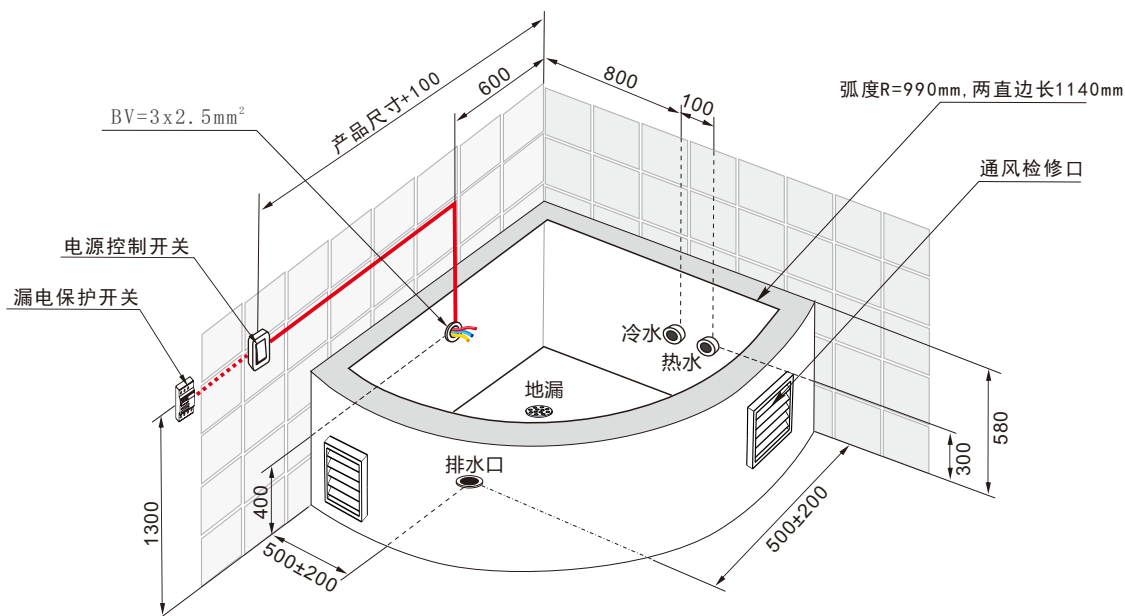 产品尺寸+100
600
800
100
BV=3x2.5mm²
弧度R=990mm,两直边长1140mm
通风检修口
电源控制开关
漏电保护开关
冷水
热水
地漏
排水口
1300
400
500±200
500±200
300
580